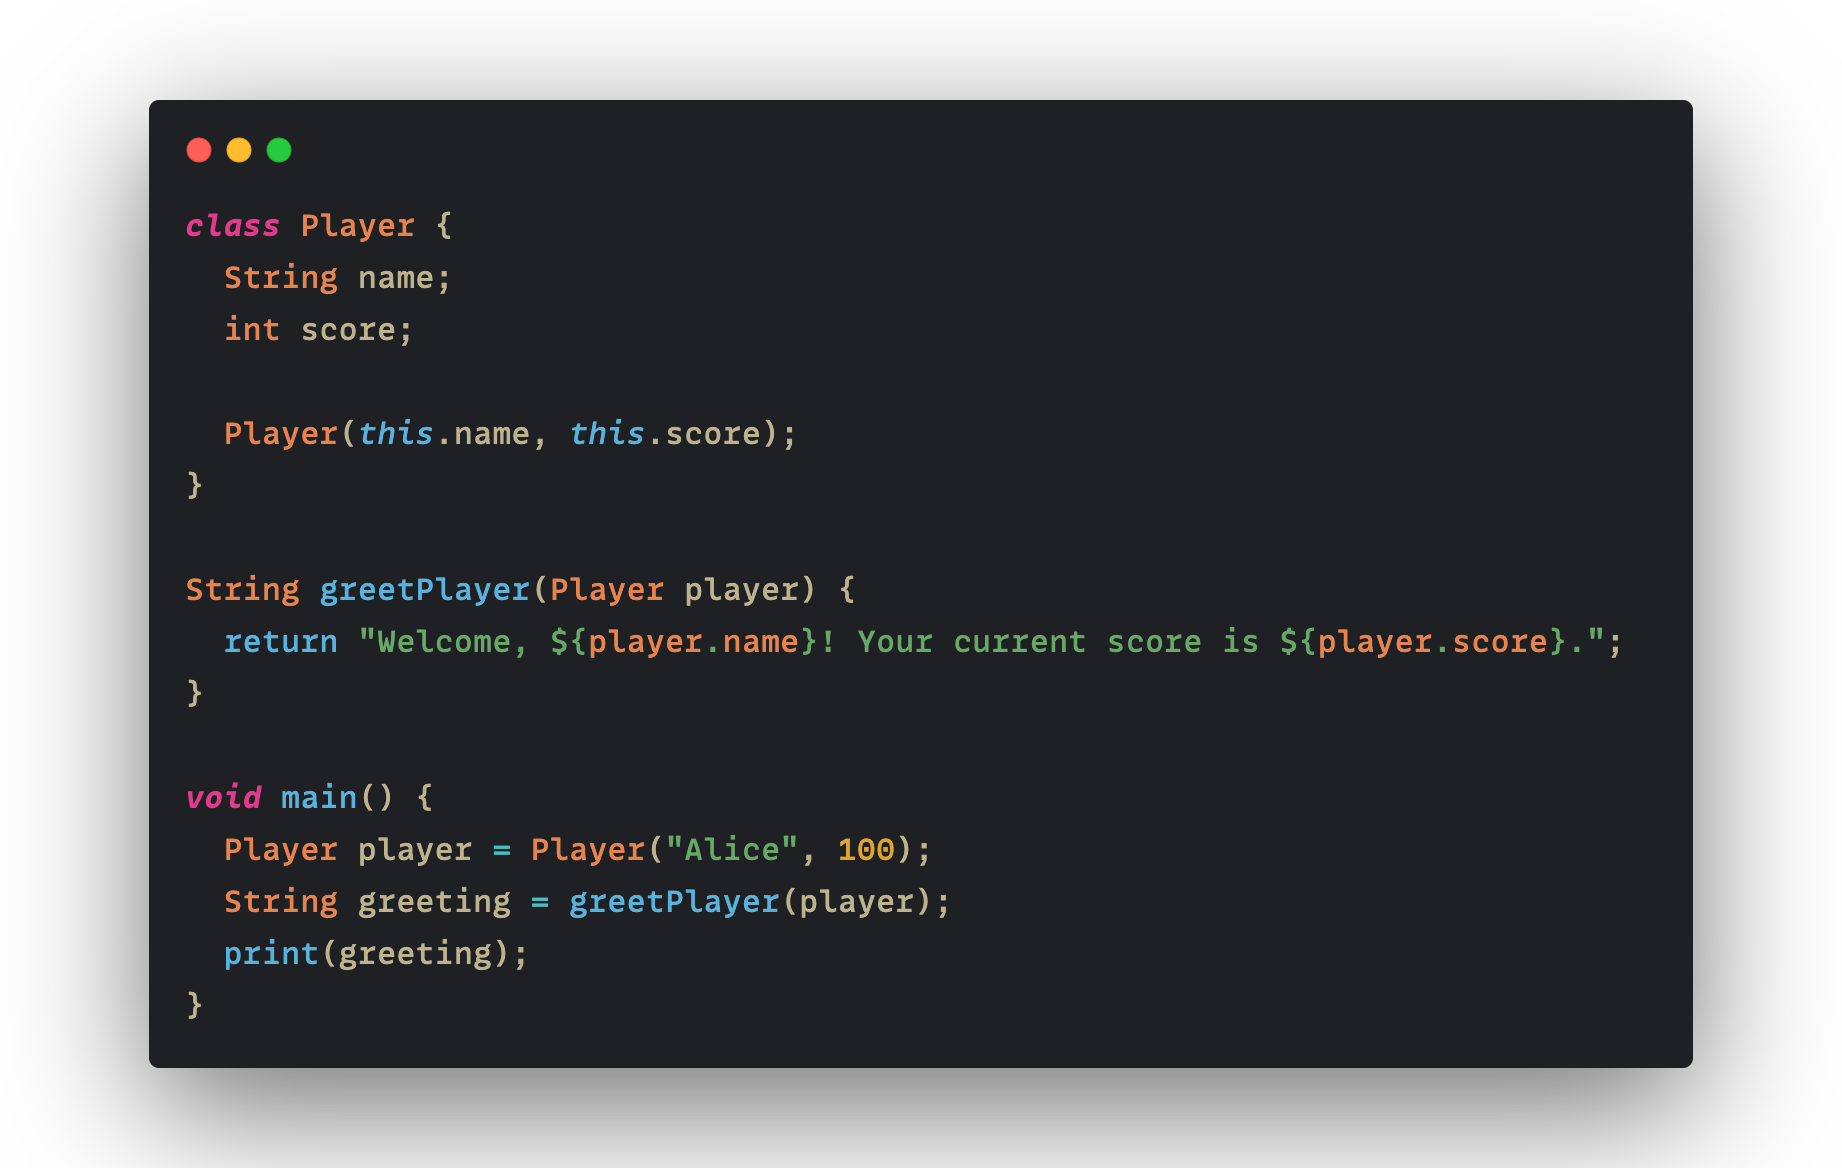 class Player {
  String name;
  int score;

  Player(this.name, this.score);
}

String greetPlayer(Player player) {
  return "Welcome, ${player.name}! Your current score is ${player.score}.";
}

void main() {
  Player player = Player("Alice", 100);
  String greeting = greetPlayer(player);
  print(greeting);
}